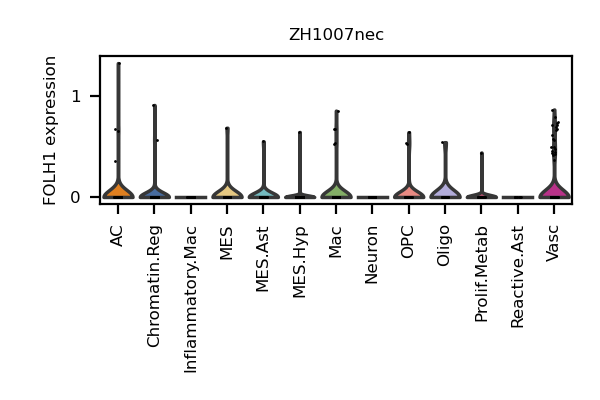 ZH1007nec
FOLH1 expression
1
0
AC
Chromatin.Reg
Inflammatory.Mac
MES
MES.Ast
MES.Hyp
Mac
Neuron
OPC
Oligo
Prolif.Metab
Reactive.Ast
Vasc